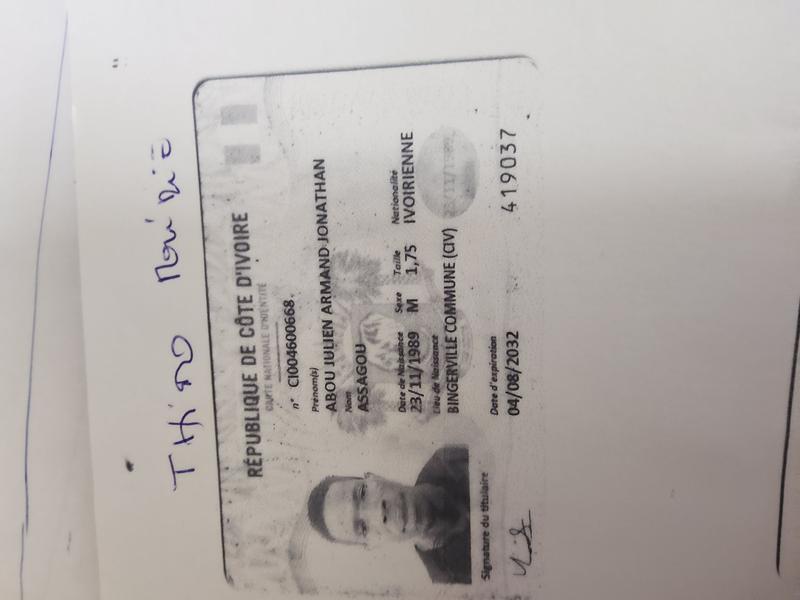 RÉPUBLIQUE DE CÔTE D'IVOIRE
CARTE NATIONALE D'IDENTITÉ
n° CI004600668
Prénom(s)
ABOU JULIEN ARMAND JONATHAN
Nom
ASSAGOU
Date de Naissance Sexe Taille Nationalité
23/11/1989 M 1,75 IVOIRIENNE
Lieu de Naissance
BINGERVILLE COMMUNE (CIV)
Date d'expiration
04/08/2032
419037
Signature du titulaire